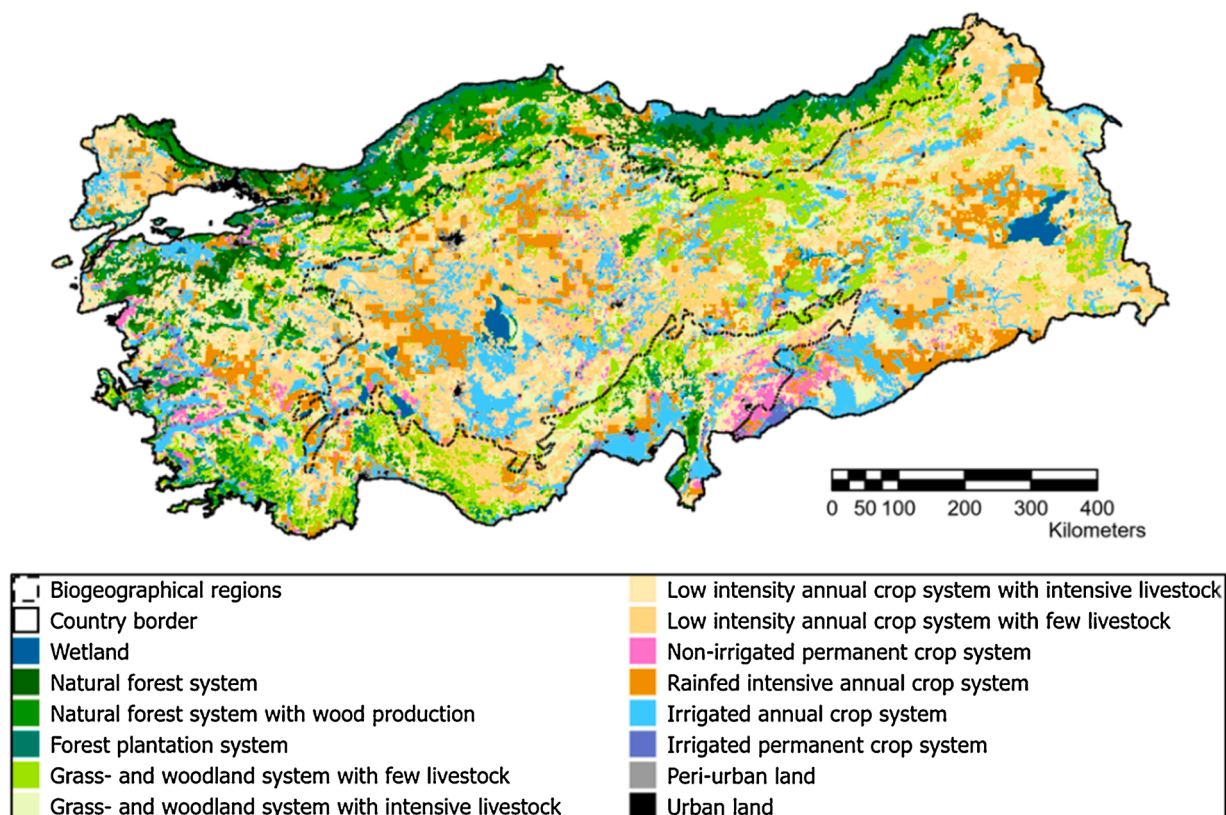 0 50 100 200 300 400
Kilometers
Biogeographical regions
Country border
Wetland
Natural forest system
Natural forest system with wood production
Forest plantation system
Grass- and woodland system with few livestock
Grass- and woodland system with intensive livestock
Low intensity annual crop system with intensive livestock
Low intensity annual crop system with few livestock
Non-irrigated permanent crop system
Rainfed intensive annual crop system
Irrigated annual crop system
Irrigated permanent crop system
Peri-urban land
Urban land